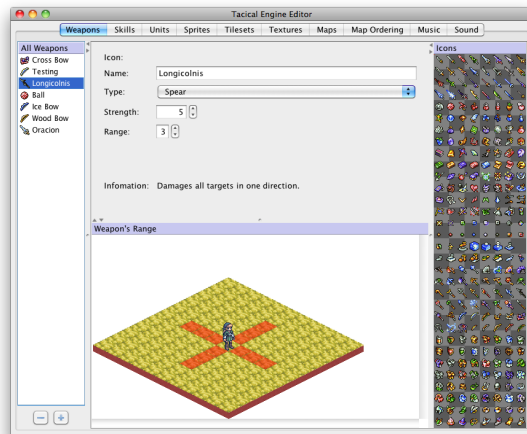 Tacical Engine Editor
Weapons Skills Units Sprites Tilesets Textures Maps Map Ordering Music Sound
All Weapons
Cross Bow
Testing
Longicolnis
Ball
Ice Bow
Wood Bow
Oracion
Icon:
Name: Longicolnis
Type: Spear
Strength: 5
Range: 3
Infomation: Damages all targets in one direction.
Weapon's Range
Icons